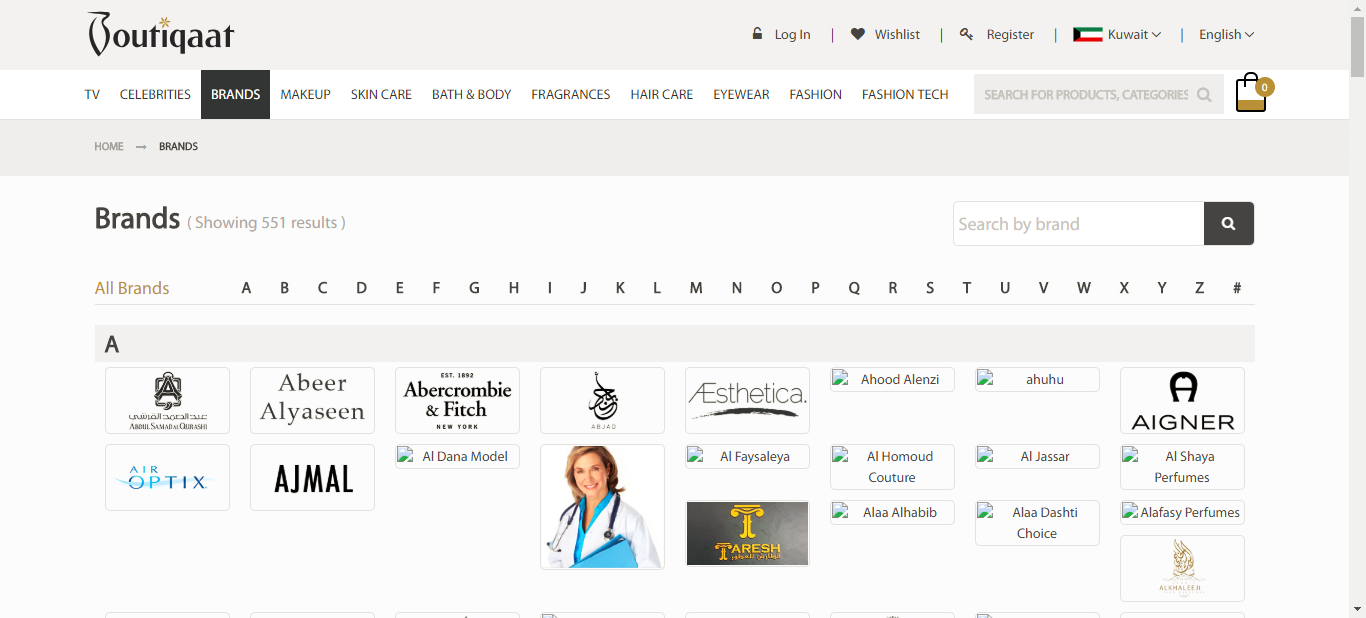 Boutiqaat
Log In | Wishlist | Register | Kuwait | English
TV CELEBRITIES BRANDS MAKEUP SKIN CARE BATH & BODY FRAGRANCES HAIR CARE EYEWEAR FASHION FASHION TECH SEARCH FOR PRODUCTS, CATEGORIES 0
HOME → BRANDS
Brands ( Showing 551 results ) Search by brand
All Brands A B C D E F G H I J K L M N O P Q R S T U V W X Y Z #
A
عبدالصمد القرشي
ABDUL SAMAD AL QURASHI
Abeer
Alyaseen
EST. 1892
Abercrombie
& Fitch
NEW YORK
ABJAD
ÆSthetica.
Ahood Alenzi
ahuhu
AIGNER
AIR
OPTIX
AJMAL
Al Dana Model
Al Faysaleya
Al Homoud
Couture
Al Jassar
Al Shaya
Perfumes
TARESH
Alaa Alhabib
Alaa Dashti
Choice
Alafasy Perfumes
ALKHALEEJI